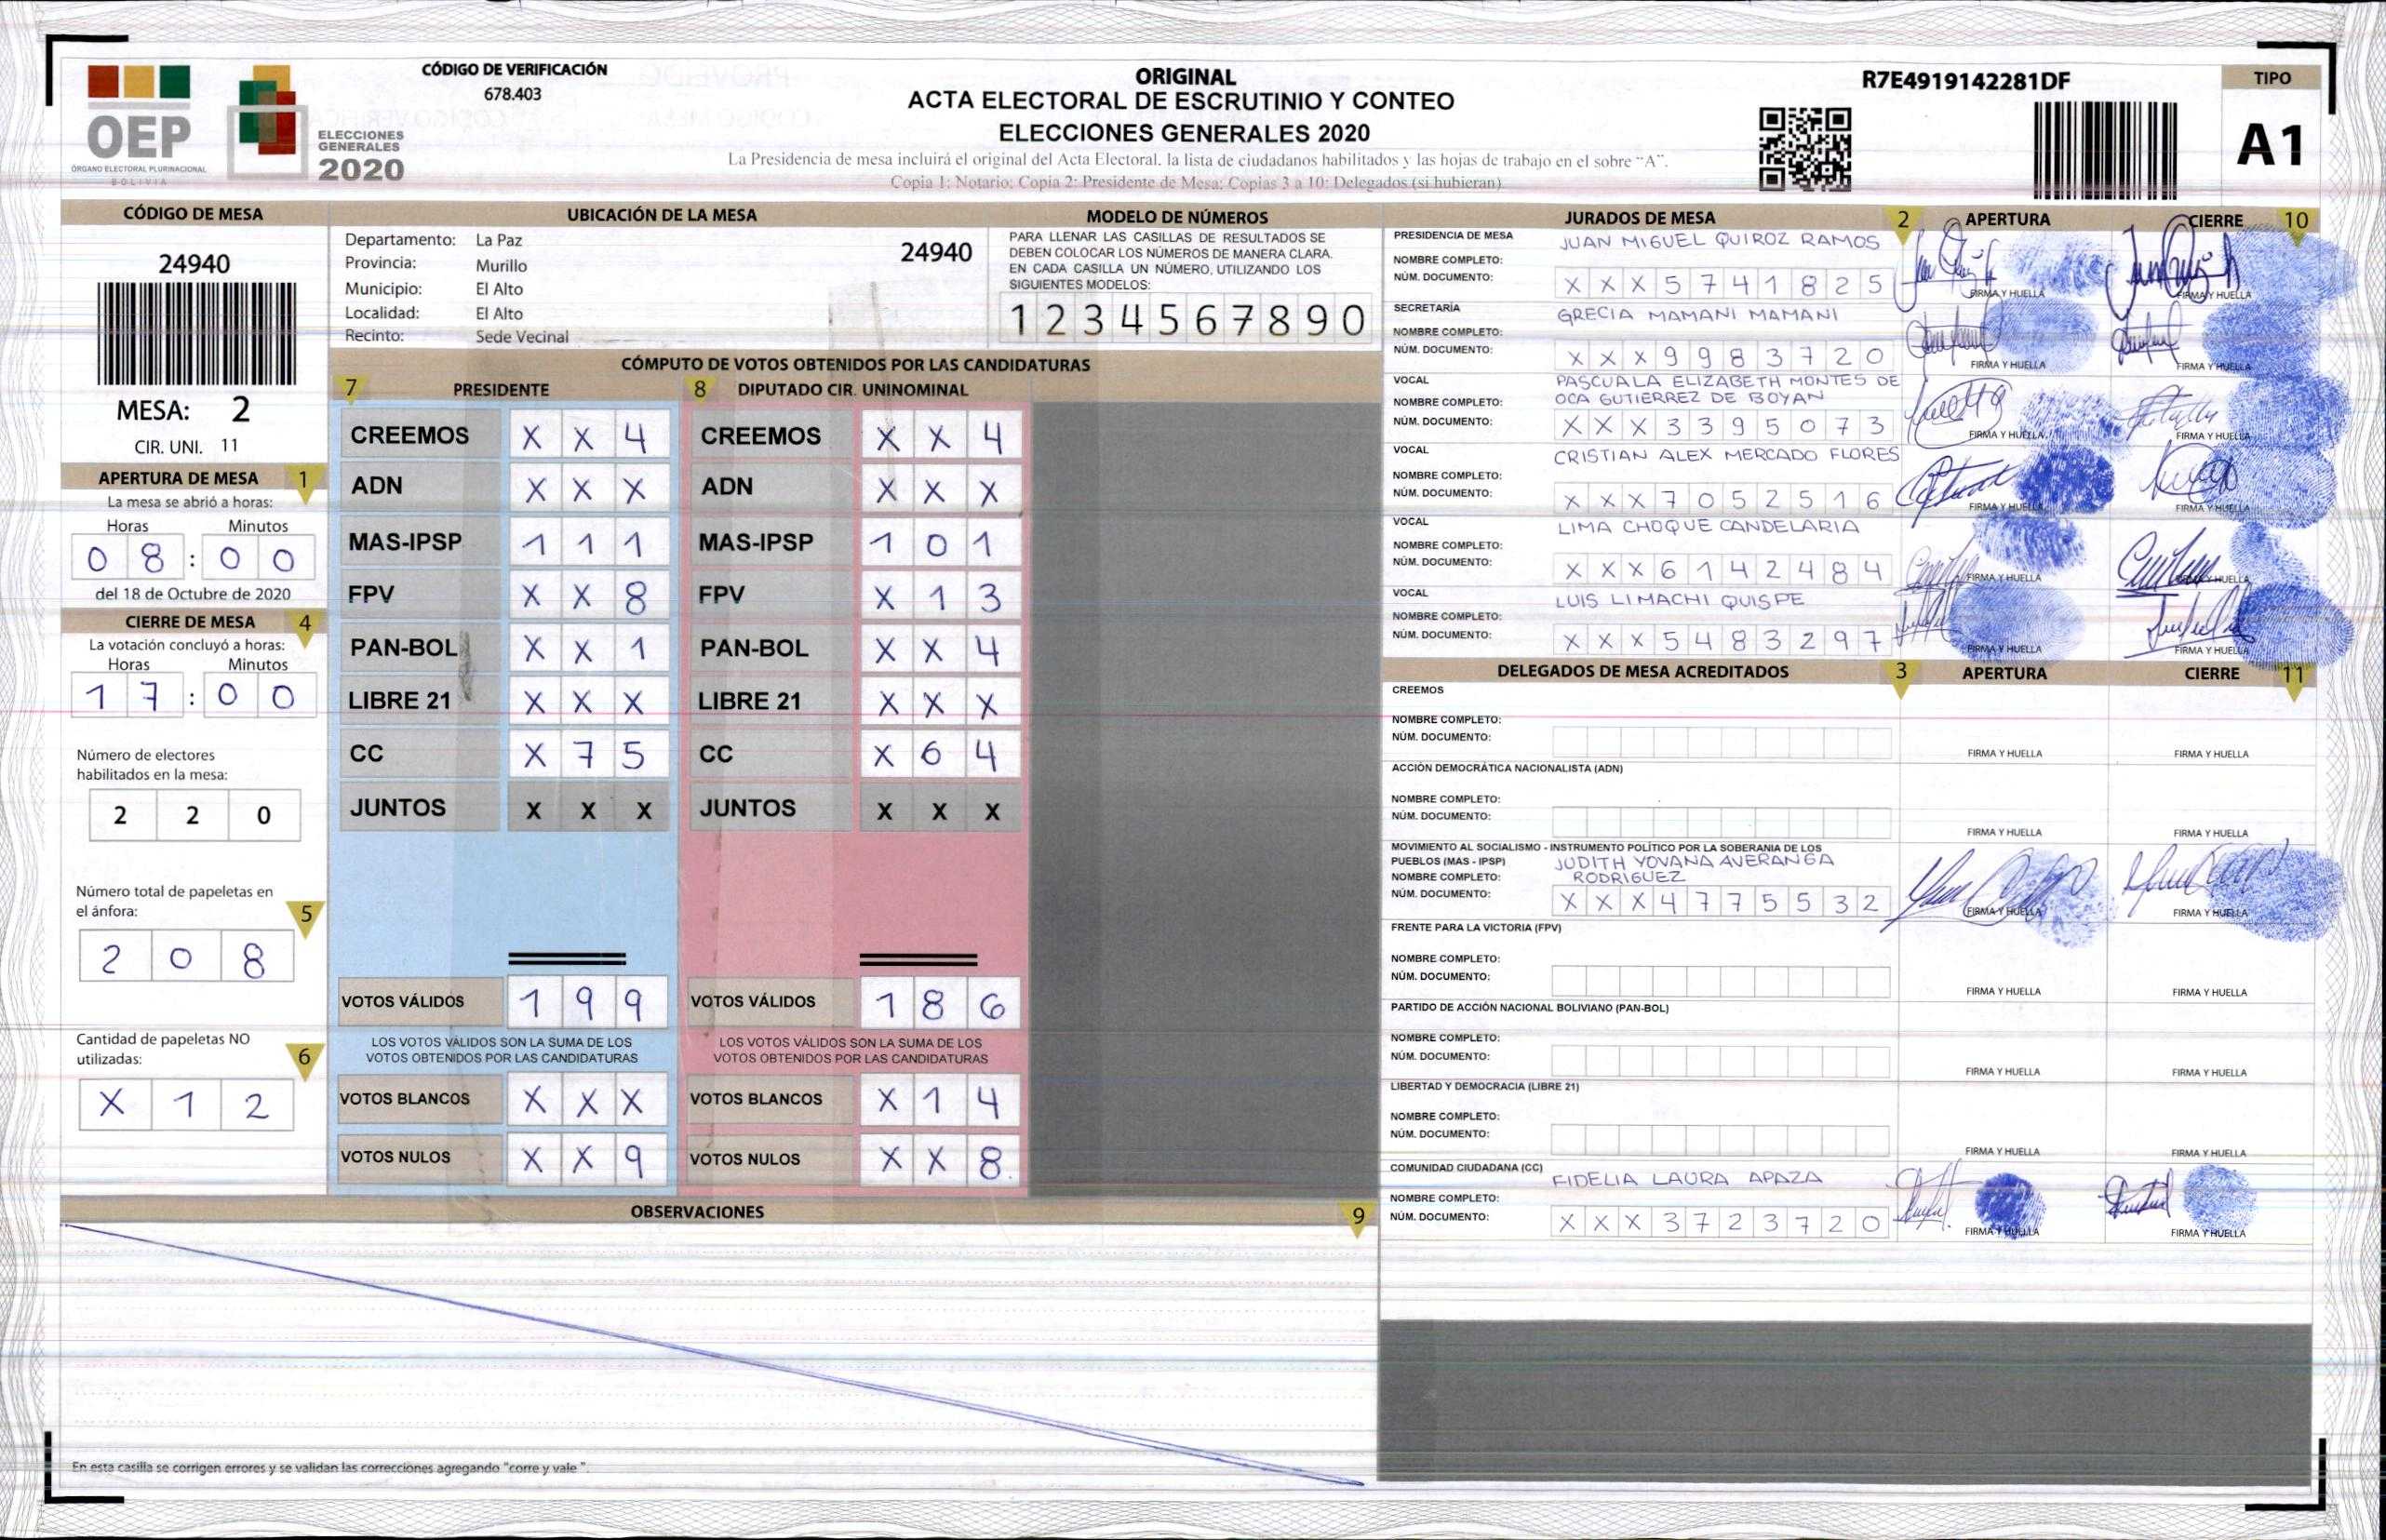 OEP
ÓRGANO ELECTORAL PLURINACIONAL
BOLIVIA
ELECCIONES
GENERALES
2020
CÓDIGO DE VERIFICACIÓN
678.403
ORIGINAL
ACTA ELECTORAL DE ESCRUTINIO Y CONTEO
ELECCIONES GENERALES 2020
La Presidencia de mesa incluirá el original del Acta Electoral, la lista de ciudadanos habilitados y las hojas de trabajo en el sobre "A".
Copia 1: Notario; Copia 2: Presidente de Mesa; Copias 3 a 10: Delegados (si hubieran)
R7E4919142281DF
TIPO
A1
CÓDIGO DE MESA
24940
MESA: 2
CIR. UNI. 11
APERTURA DE MESA 1
La mesa se abrió a horas:
Horas Minutos
0 8 : 0 0
del 18 de Octubre de 2020
CIERRE DE MESA 4
La votación concluyó a horas:
Horas Minutos
1 7 : 0 0
Número de electores
habilitados en la mesa:
2 2 0
Número total de papeletas en
el ánfora: 5
2 0 8
Cantidad de papeletas NO
utilizadas: 6
X 1 2
UBICACIÓN DE LA MESA
Departamento: La Paz
24940
Provincia: Murillo
Municipio: El Alto
Localidad: El Alto
Recinto: Sede Vecinal
MODELO DE NÚMEROS
PARA LLENAR LAS CASILLAS DE RESULTADOS SE
DEBEN COLOCAR LOS NÚMEROS DE MANERA CLARA.
EN CADA CASILLA UN NÚMERO, UTILIZANDO LOS
SIGUIENTES MODELOS:
1 2 3 4 5 6 7 8 9 0
CÓMPUTO DE VOTOS OBTENIDOS POR LAS CANDIDATURAS
7 PRESIDENTE 8 DIPUTADO CIR. UNINOMINAL
CREEMOS X X 4 CREEMOS X X 4
ADN X X X ADN X X X
MAS-IPSP 1 1 1 MAS-IPSP 1 0 1
FPV X X 8 FPV X 1 3
PAN-BOL X X 1 PAN-BOL X X 4
LIBRE 21 X X X LIBRE 21 X X X
CC X 7 5 CC X 6 4
JUNTOS X X X JUNTOS X X X
VOTOS VÁLIDOS 1 9 9 VOTOS VÁLIDOS 1 8 6
LOS VOTOS VÁLIDOS SON LA SUMA DE LOS LOS VOTOS VÁLIDOS SON LA SUMA DE LOS
VOTOS OBTENIDOS POR LAS CANDIDATURAS VOTOS OBTENIDOS POR LAS CANDIDATURAS
VOTOS BLANCOS X X X VOTOS BLANCOS X 1 4
VOTOS NULOS X X 9 VOTOS NULOS X X 8
OBSERVACIONES 9
En esta casilla se corrigen errores y se validan las correcciones agregando "corre y vale ".
JURADOS DE MESA 2 APERTURA CIERRE 10
PRESIDENCIA DE MESA JUAN MIGUEL QUIROZ RAMOS
NOMBRE COMPLETO:
NÚM. DOCUMENTO: X X X 5 7 4 1 8 2 5
FIRMA Y HUELLA FIRMA Y HUELLA
SECRETARÍA GRECIA MAMANI MAMANI
NOMBRE COMPLETO:
NÚM. DOCUMENTO: X X X 9 9 8 3 7 2 0
FIRMA Y HUELLA FIRMA Y HUELLA
VOCAL PASCUALA ELIZABETH MONTES DE
NOMBRE COMPLETO: OCA GUTIERREZ DE BOYAN
NÚM. DOCUMENTO: X X X 3 3 9 5 0 7 3
FIRMA Y HUELLA FIRMA Y HUELLA
VOCAL CRISTIAN ALEX MERCADO FLORES
NOMBRE COMPLETO:
NÚM. DOCUMENTO: X X X 7 0 5 2 5 1 6
FIRMA Y HUELLA FIRMA Y HUELLA
VOCAL LIMA CHOQUE CANDELARIA
NOMBRE COMPLETO:
NÚM. DOCUMENTO: X X X 6 1 4 2 4 8 4
FIRMA Y HUELLA FIRMA Y HUELLA
VOCAL LUIS LIMACHI QUISPE
NOMBRE COMPLETO:
NÚM. DOCUMENTO: X X X 5 4 8 3 2 9 7
FIRMA Y HUELLA FIRMA Y HUELLA
DELEGADOS DE MESA ACREDITADOS 3 APERTURA CIERRE 11
CREEMOS
NOMBRE COMPLETO:
NÚM. DOCUMENTO:
FIRMA Y HUELLA FIRMA Y HUELLA
ACCIÓN DEMOCRÁTICA NACIONALISTA (ADN)
NOMBRE COMPLETO:
NÚM. DOCUMENTO:
FIRMA Y HUELLA FIRMA Y HUELLA
MOVIMIENTO AL SOCIALISMO - INSTRUMENTO POLÍTICO POR LA SOBERANIA DE LOS
PUEBLOS (MAS - IPSP) JUDITH YOVANA AVERANGA
NOMBRE COMPLETO: RODRIGUEZ
NÚM. DOCUMENTO: X X X 4 7 7 5 5 3 2
FIRMA Y HUELLA FIRMA Y HUELLA
FRENTE PARA LA VICTORIA (FPV)
NOMBRE COMPLETO:
NÚM. DOCUMENTO:
FIRMA Y HUELLA FIRMA Y HUELLA
PARTIDO DE ACCIÓN NACIONAL BOLIVIANO (PAN-BOL)
NOMBRE COMPLETO:
NÚM. DOCUMENTO:
FIRMA Y HUELLA FIRMA Y HUELLA
LIBERTAD Y DEMOCRACIA (LIBRE 21)
NOMBRE COMPLETO:
NÚM. DOCUMENTO:
FIRMA Y HUELLA FIRMA Y HUELLA
COMUNIDAD CIUDADANA (CC) FIDELIA LAURA APAZA
NOMBRE COMPLETO:
NÚM. DOCUMENTO: X X X 3 7 2 3 7 2 0
FIRMA Y HUELLA FIRMA Y HUELLA